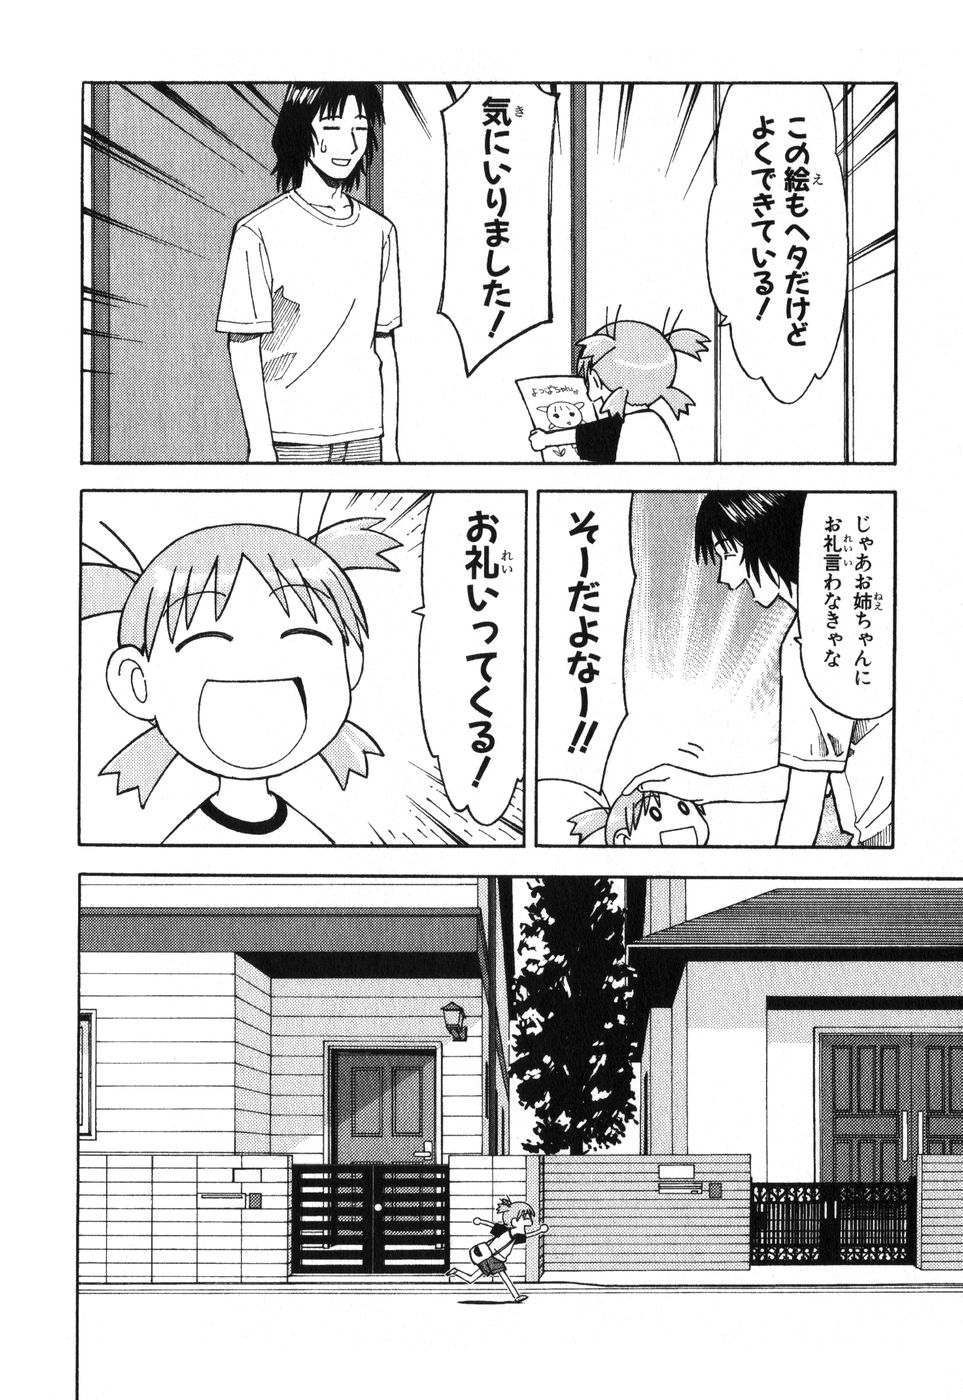 この絵もヘタだけど
よくできている!
気にいりました!
よつばちゃん
じゃあお姉ちゃんに
お礼言わなきゃな
そーだよなー!!
お礼いってくる!